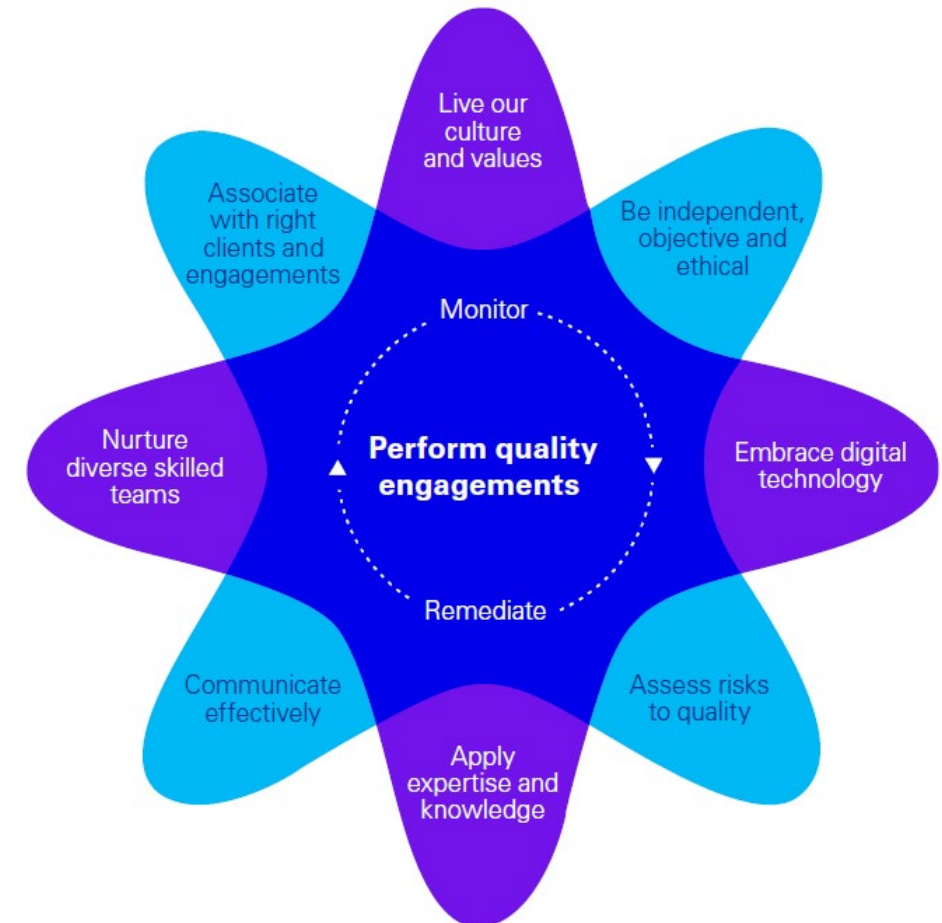 Live our
culture
and values
Associate
with right
clients and
engagements
Be independent,
objective and
ethical
Monitor
Nurture
diverse skilled
teams
Perform quality
engagements
Embrace digital
technology
Remediate
Communicate
effectively
Assess risks
to quality
Apply
expertise and
knowledge